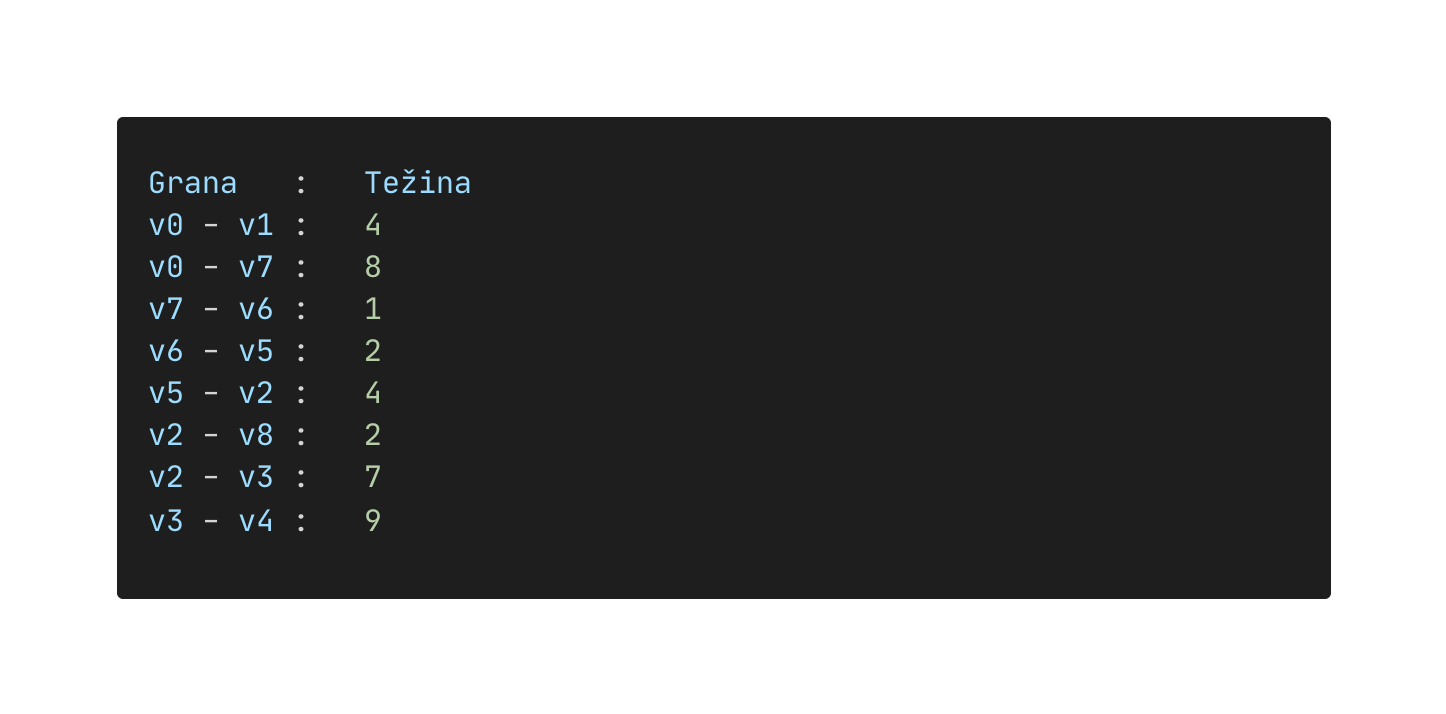 Grana   :   Težina
v0 - v1 :   4
v0 - v7 :   8
v7 - v6 :   1
v6 - v5 :   2
v5 - v2 :   4
v2 - v8 :   2
v2 - v3 :   7
v3 - v4 :   9